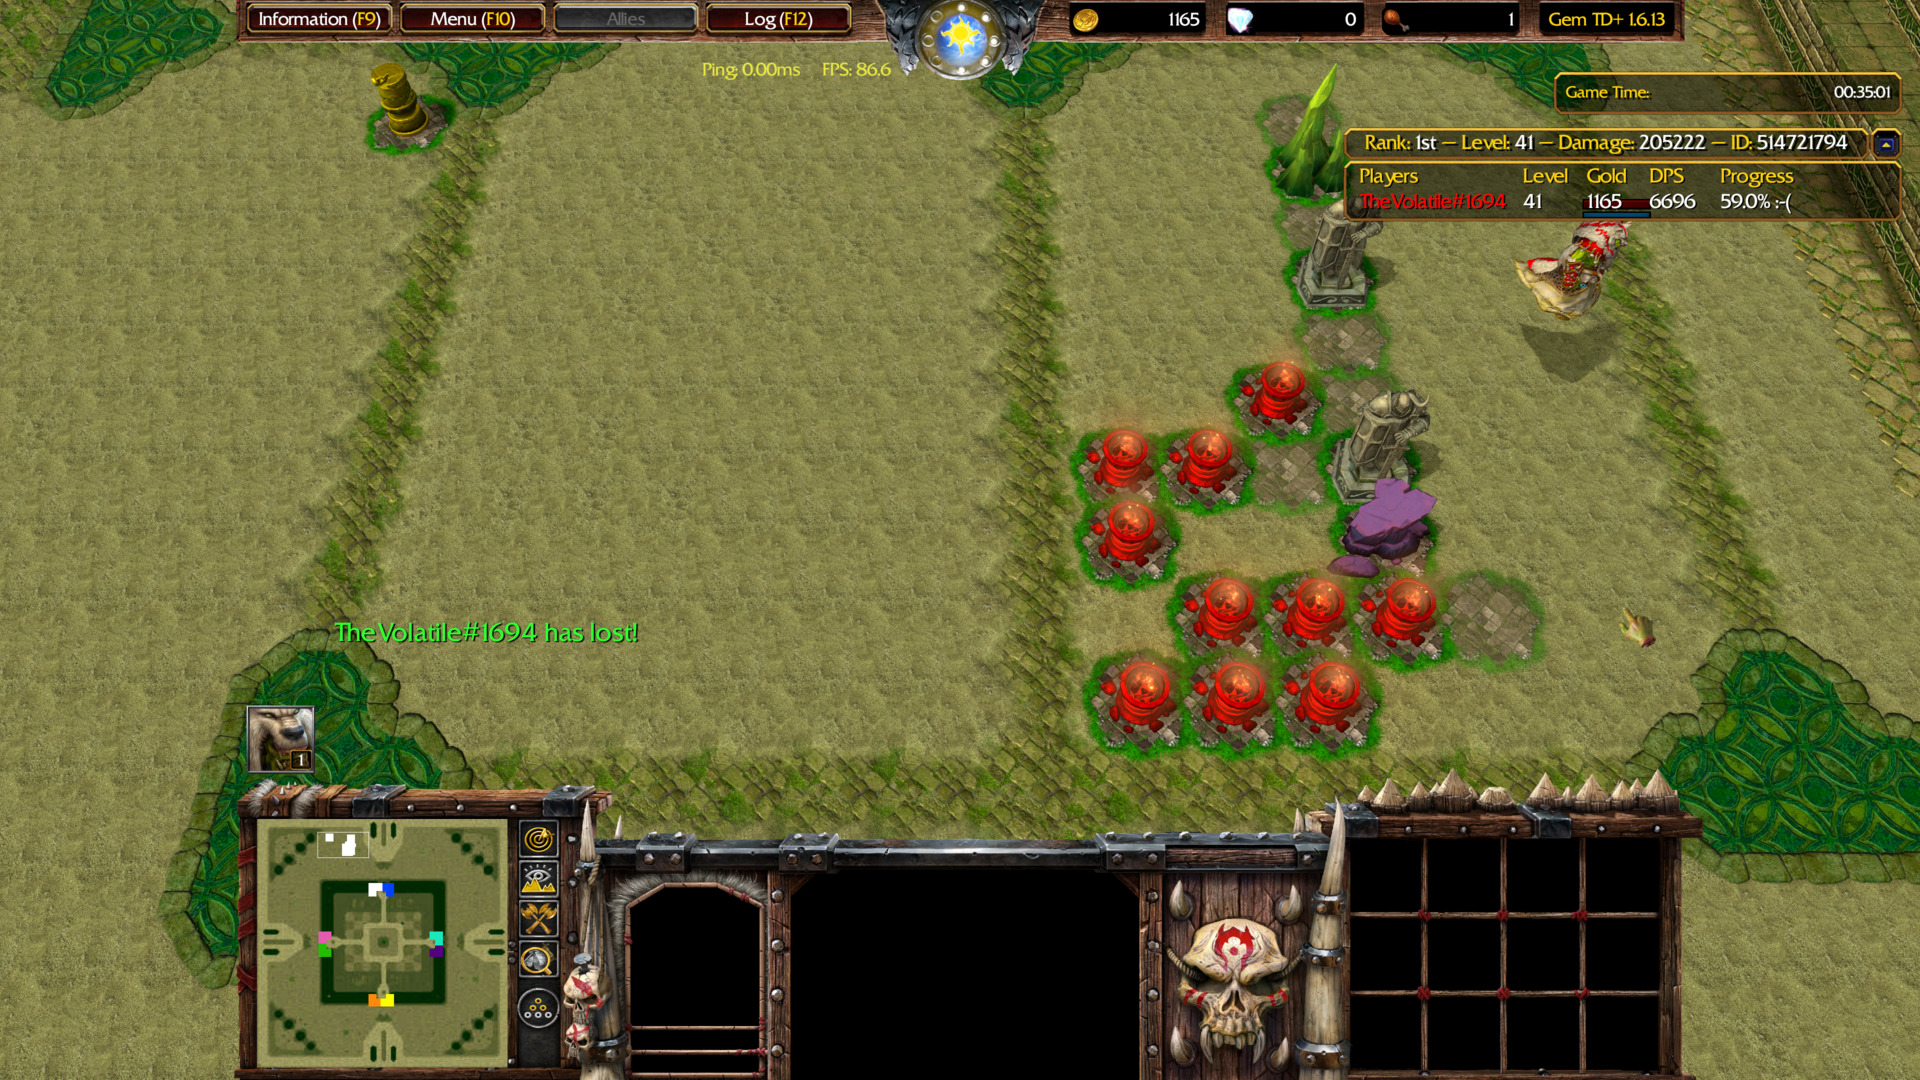 Information (F9) Menu (F10) Allies Log (F12) 1165 0 1 Gem TD+ 1.6.13
Ping: 0.00ms FPS: 86.6
Game Time: 00:35:01
Rank: 1st — Level: 41 — Damage: 205222 — ID: 514721794
Players Level Gold DPS Progress
TheVolatile#1694 41 1165 6696 59.0% :-(
TheVolatile#1694 has lost!
1